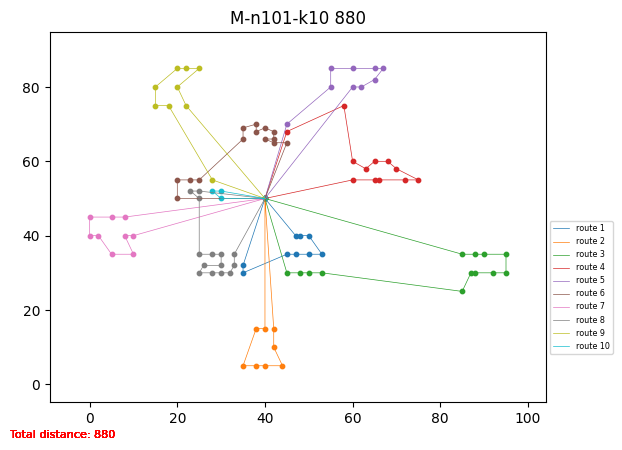 M-n101-k10 880
80
60
40
20
0
0 20 40 60 80 100
route 1
route 2
route 3
route 4
route 5
route 6
route 7
route 8
route 9
route 10
Total distance: 880